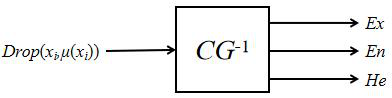 Drop(xᵢ,μ(xᵢ))
CG⁻¹
Ex
En
He